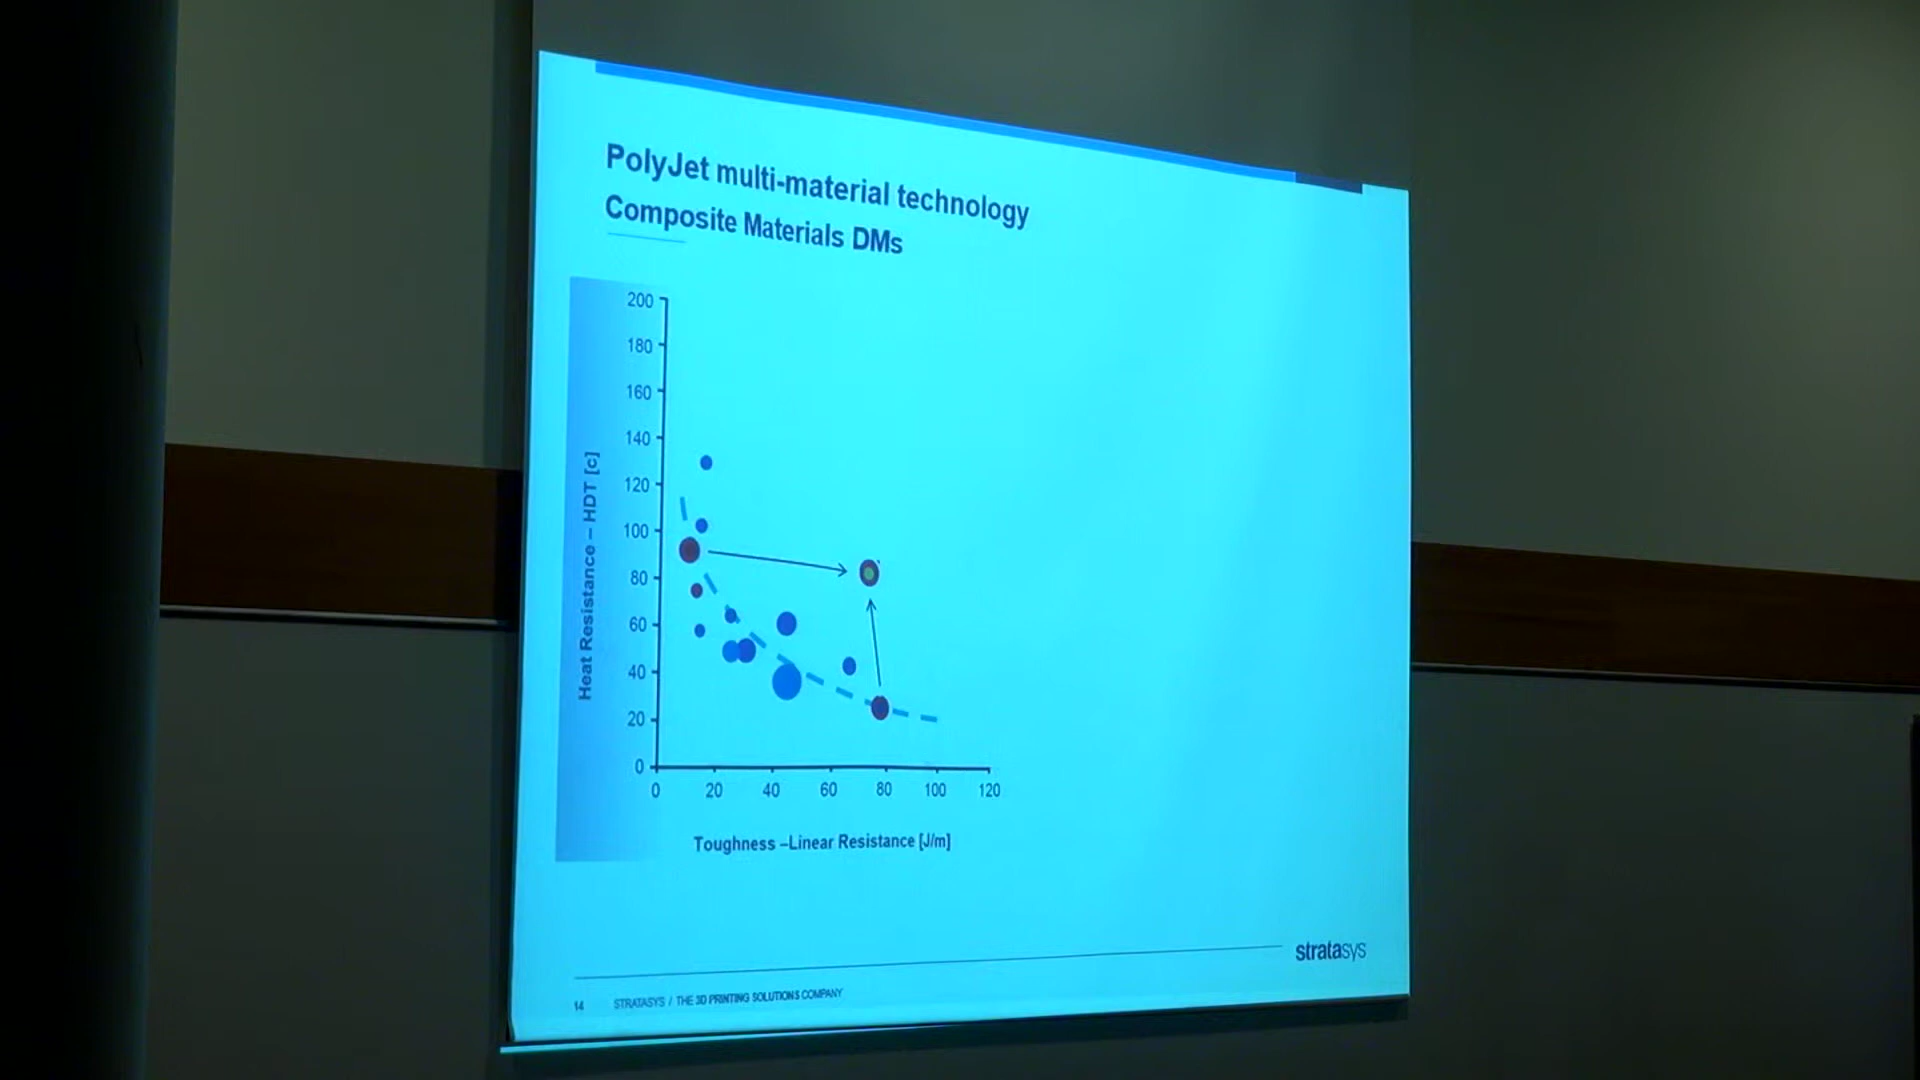 PolyJet multi-material technology
Composite Materials DMs
200
180
160
140
120
100
80
60
40
20
0
Heat Resistance – HDT [c]
0 20 40 60 80 100 120
Toughness –Linear Resistance [J/m]
stratasys
14 STRATASYS / THE 3D PRINTING SOLUTIONS COMPANY